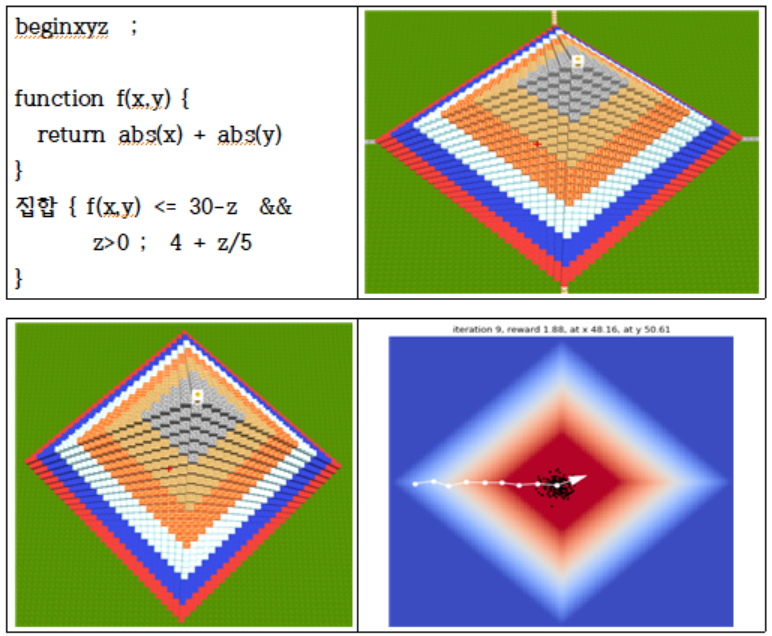 beginxyz ;
function f(x,y) {
return abs(x) + abs(y)
}
집합 { f(x,y) <= 30-z &&
z>0 ; 4 + z/5
}
iteration 9, reward 1.88, at x 48.16, at y 50.61